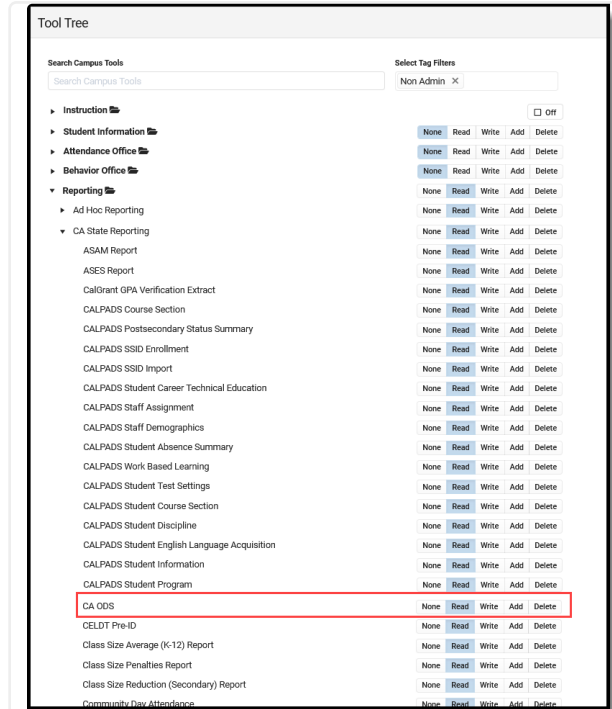 Tool Tree
Search Campus Tools Select Tag Filters
Search Campus Tools Non Admin ×
Instruction Off
Student Information None Read Write Add Delete
Attendance Office None Read Write Add Delete
Behavior Office None Read Write Add Delete
Reporting None Read Write Add Delete
Ad Hoc Reporting None Read Write Add Delete
CA State Reporting None Read Write Add Delete
ASAM Report None Read Write Add Delete
ASES Report None Read Write Add Delete
CalGrant GPA Verification Extract None Read Write Add Delete
CALPADS Course Section None Read Write Add Delete
CALPADS Postsecondary Status Summary None Read Write Add Delete
CALPADS SSID Enrollment None Read Write Add Delete
CALPADS SSID Import None Read Write Add Delete
CALPADS Student Career Technical Education None Read Write Add Delete
CALPADS Staff Assignment None Read Write Add Delete
CALPADS Staff Demographics None Read Write Add Delete
CALPADS Student Absence Summary None Read Write Add Delete
CALPADS Work Based Learning None Read Write Add Delete
CALPADS Student Test Settings None Read Write Add Delete
CALPADS Student Course Section None Read Write Add Delete
CALPADS Student Discipline None Read Write Add Delete
CALPADS Student English Language Acquisition None Read Write Add Delete
CALPADS Student Information None Read Write Add Delete
CALPADS Student Program None Read Write Add Delete
CA ODS None Read Write Add Delete
CELDT Pre-ID None Read Write Add Delete
Class Size Average (K-12) Report None Read Write Add Delete
Class Size Penalties Report None Read Write Add Delete
Class Size Reduction (Secondary) Report None Read Write Add Delete
Community Day Attendance None Read Write Add Delete